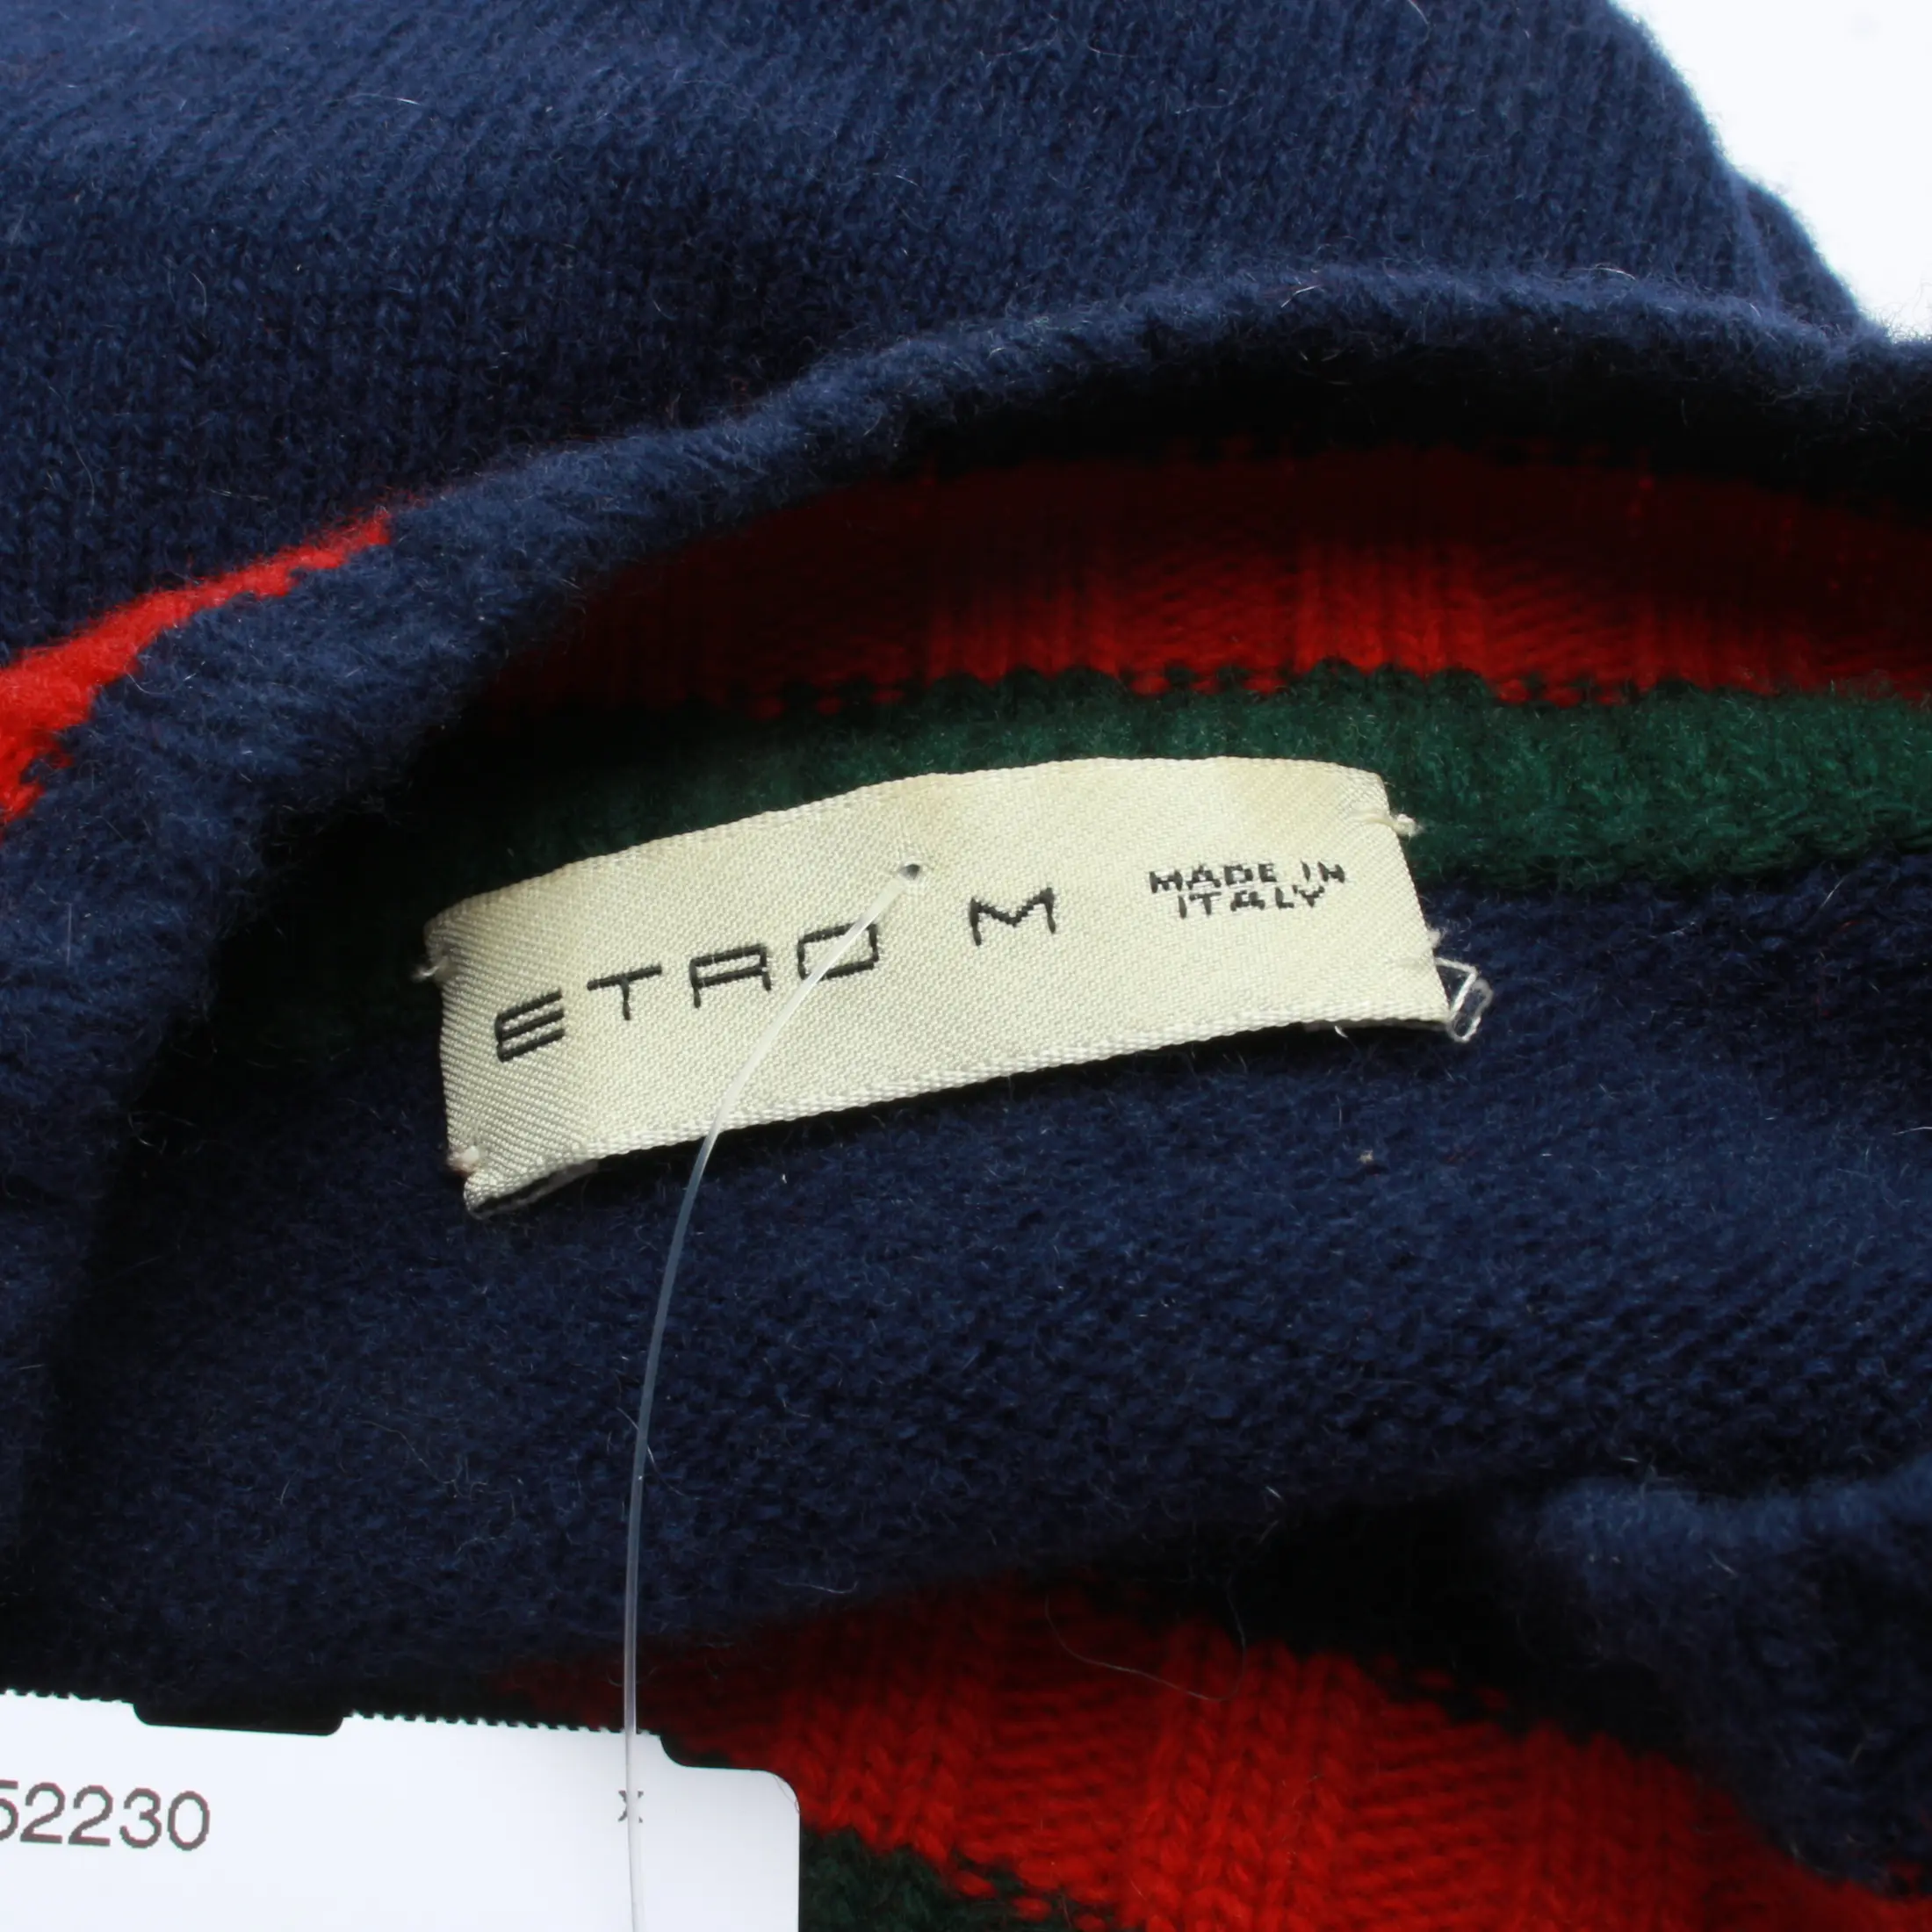 ETRO M
MADE IN
ITALY
52230
x